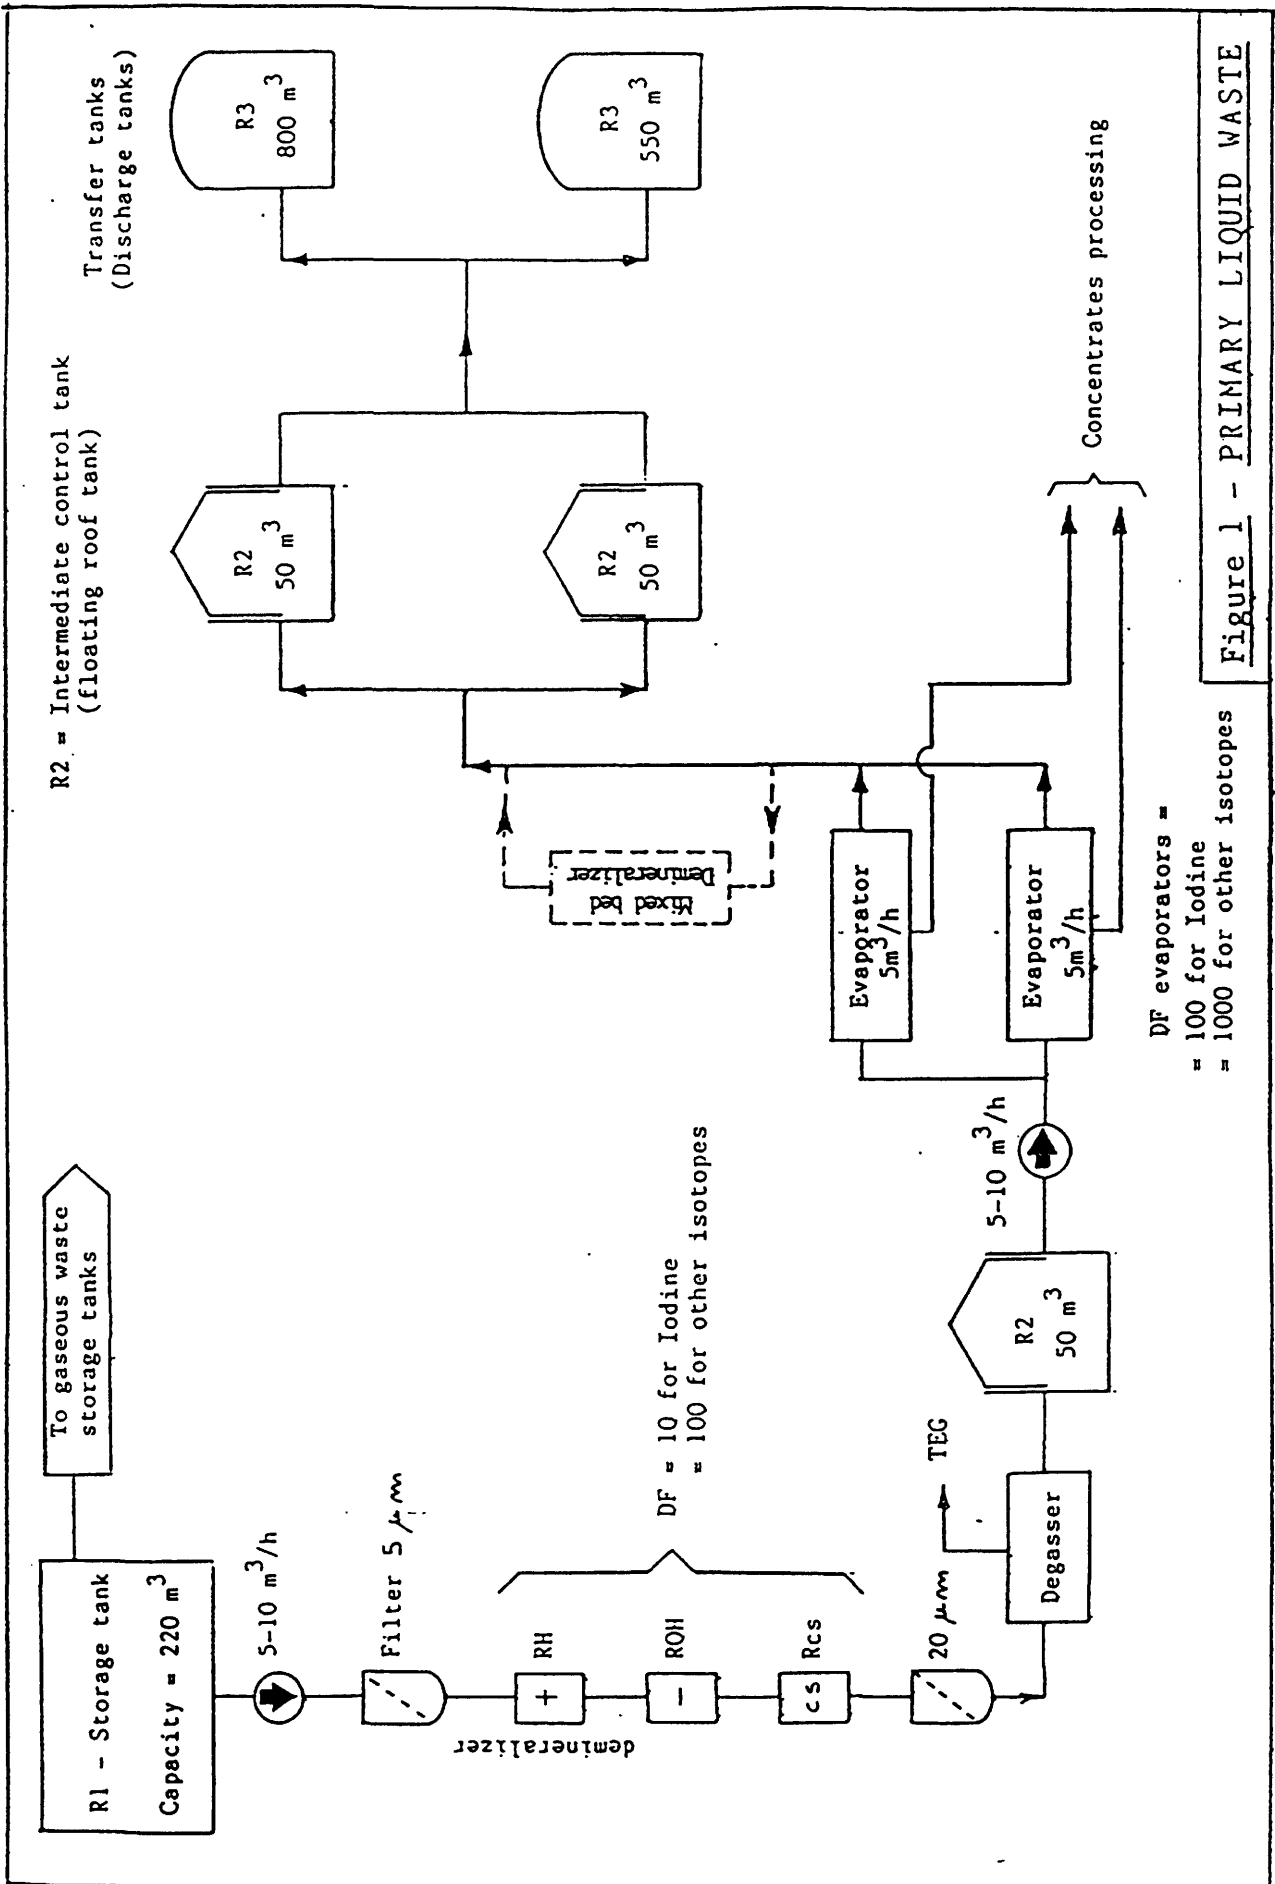 To gaseous waste
storage tanks
R1 - Storage tank
Capacity = 220 m³
5-10 m³/h
Filter 5 μm
demineralizer
+
RH
-
ROH
cs
Rcs
DF = 10 for Iodine
= 100 for other isotopes
20 μm
Degasser
TEG
R2
50 m³
5-10 m³/h
Evaporator
5m³/h
Evaporator
5m³/h
DF evaporators =
= 100 for Iodine
= 1000 for other isotopes
Mixed bed
Demineralizer
R2 = Intermediate control tank
(floating roof tank)
R2
50 m³
R2
50 m³
Transfer tanks
(Discharge tanks)
R3
800 m³
R3
550 m³
Concentrates processing
Figure 1 - PRIMARY LIQUID WASTE